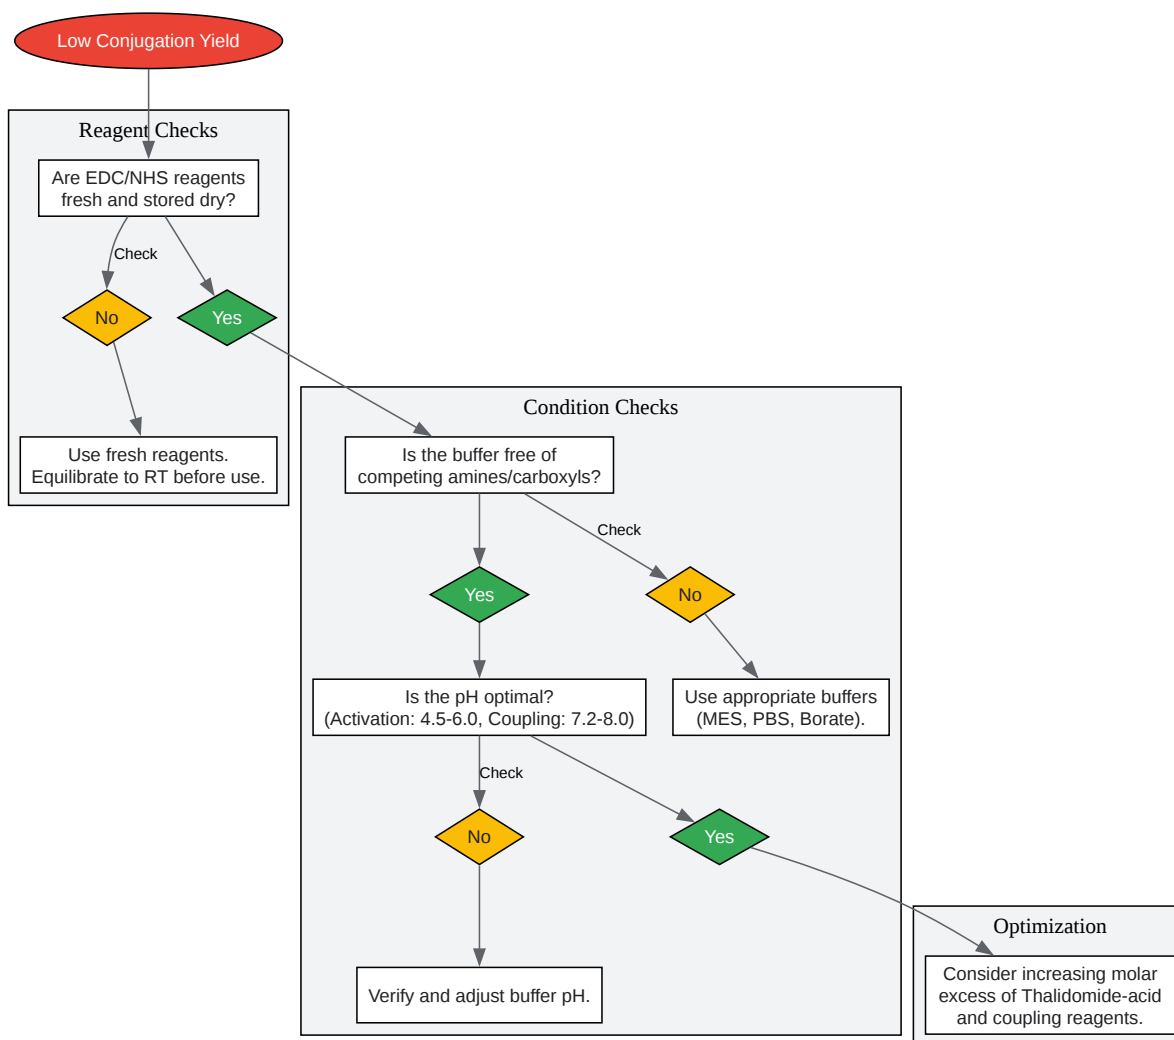 Low Conjugation Yield
Reagent Checks
Are EDC/NHS reagents
fresh and stored dry?
Check
No
Yes
Use fresh reagents.
Equilibrate to RT before use.
Condition Checks
Is the buffer free of
competing amines/carboxyls?
Check
Yes
No
Is the pH optimal?
(Activation: 4.5-6.0, Coupling: 7.2-8.0)
Use appropriate buffers
(MES, PBS, Borate).
Check
No
Yes
Verify and adjust buffer pH.
Optimization
Consider increasing molar
excess of Thalidomide-acid
and coupling reagents.